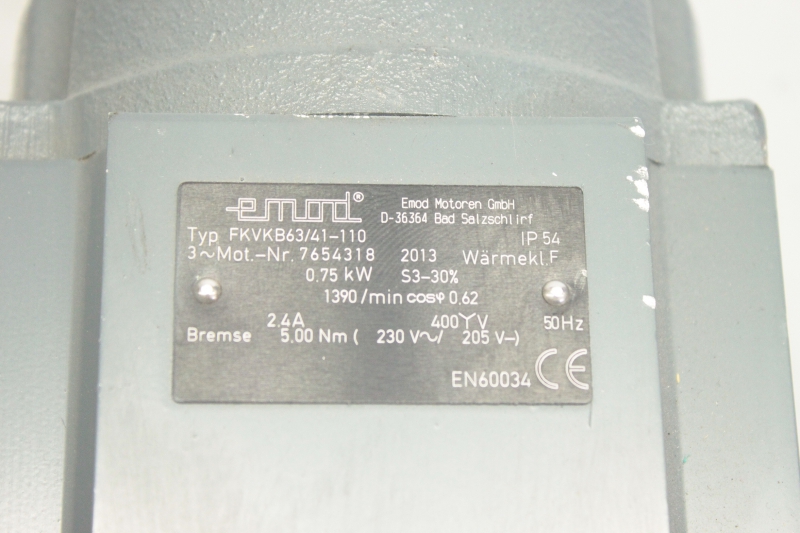 emod®
Emod Motoren GmbH
D-36364 Bad Salzschlirf
Typ FKVKB63/41-110 IP 54
3~Mot.-Nr. 7654318 2013 Wärmekl.F
0,75 kW S3-30%
1390/min cosφ 0,62
2.4A 400Y V 50Hz
Bremse 5.00 Nm ( 230 V~/ 205 V-)
EN60034 CE